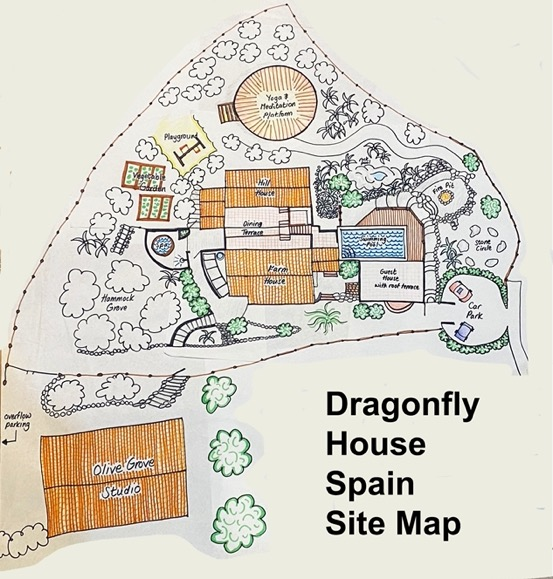 Yoga &
Meditation
Platform
Playground
Vegetable
Garden
Hill
House
Fire Pit
Dining
Terrace
Swimming
Pool
Stone
Circle
Farm
House
Guest
House
with roof terrace
Hammock
Grove
Car
Park
overflow
parking
Olive Grove
Studio
Dragonfly
House
Spain
Site Map